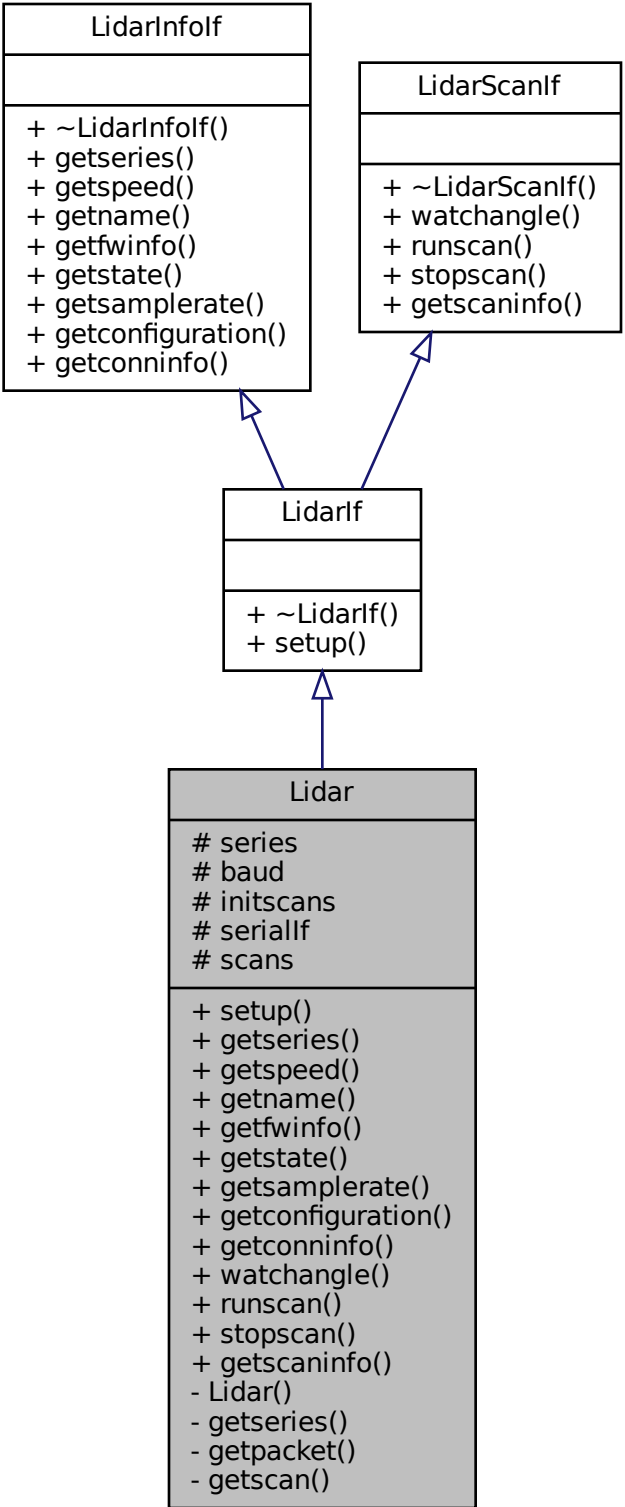 LidarInfoIf
+ ~LidarInfoIf()
+ getseries()
+ getspeed()
+ getname()
+ getfwinfo()
+ getstate()
+ getsamplerate()
+ getconfiguration()
+ getconninfo()
LidarScanIf
+ ~LidarScanIf()
+ watchangle()
+ runscan()
+ stopscan()
+ getscaninfo()
LidarIf
+ ~LidarIf()
+ setup()
Lidar
# series
# baud
# initscans
# serialIf
# scans
+ setup()
+ getseries()
+ getspeed()
+ getname()
+ getfwinfo()
+ getstate()
+ getsamplerate()
+ getconfiguration()
+ getconninfo()
+ watchangle()
+ runscan()
+ stopscan()
+ getscaninfo()
- Lidar()
- getseries()
- getpacket()
- getscan()